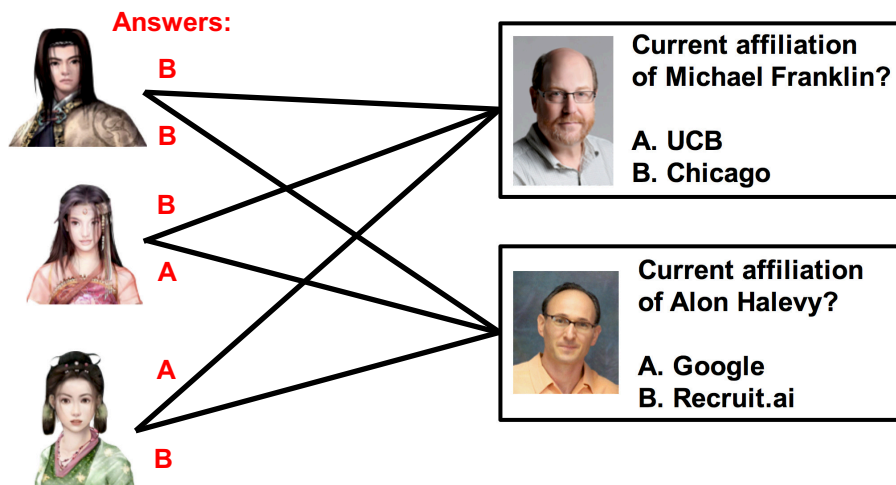 Answers:
B
B
B
A
A
B
Current affiliation
of Michael Franklin?
A. UCB
B. Chicago
Current affiliation
of Alon Halevy?
A. Google
B. Recruit.ai